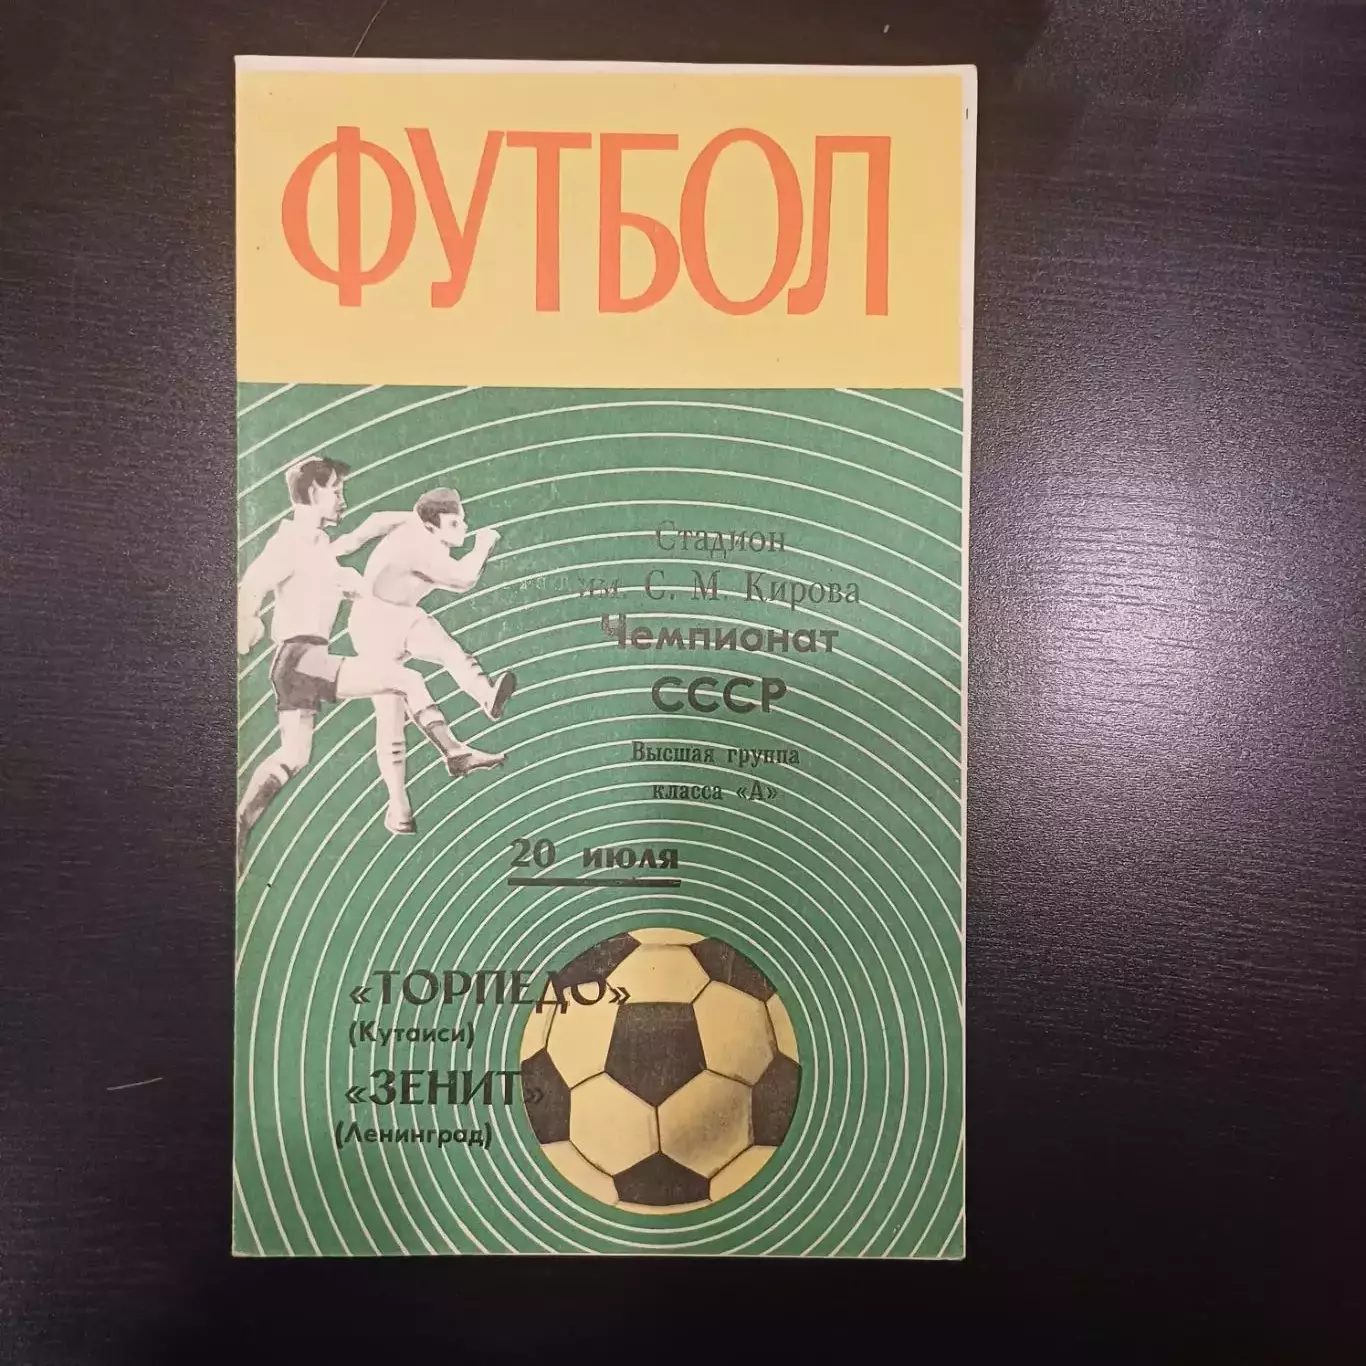 ФУТБОЛ
Стадион
им. С. М. Кирова
Чемпионат
СССР
Высшая группа
класса «А»
20 июля
«ТОРПЕДО»
(Кутаиси)
«ЗЕНИТ»
(Ленинград)